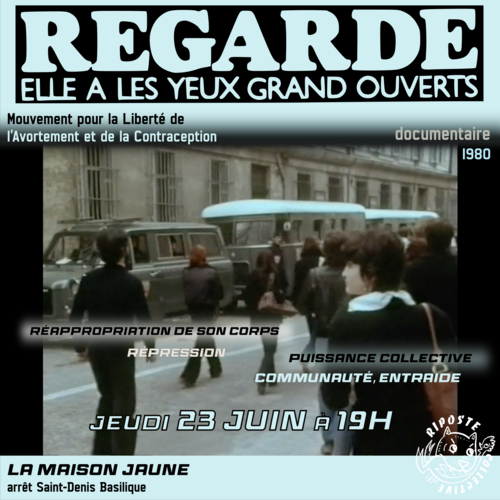 REGARDE
ELLE A LES YEUX GRAND OUVERTS
Mouvement pour la Liberté de
l'Avortement et de la Contraception
documentaire
1980
RÉAPPROPRIATION DE SON CORPS
RÉPRESSION
PUISSANCE COLLECTIVE
COMMUNAUTÉ, ENTRAIDE
JEUDI 23 JUIN À 19H
LA MAISON JAUNE
arrêt Saint-Denis Basilique
RIPOSTE
COLLECTIVE